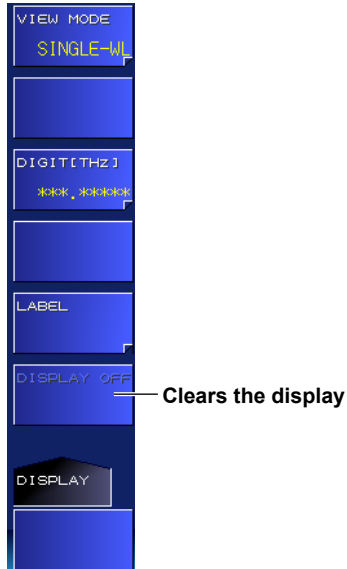 VIEW MODE
SINGLE-WL
DIGIT[THz]
***.*****
LABEL
DISPLAY OFF
Clears the display
DISPLAY